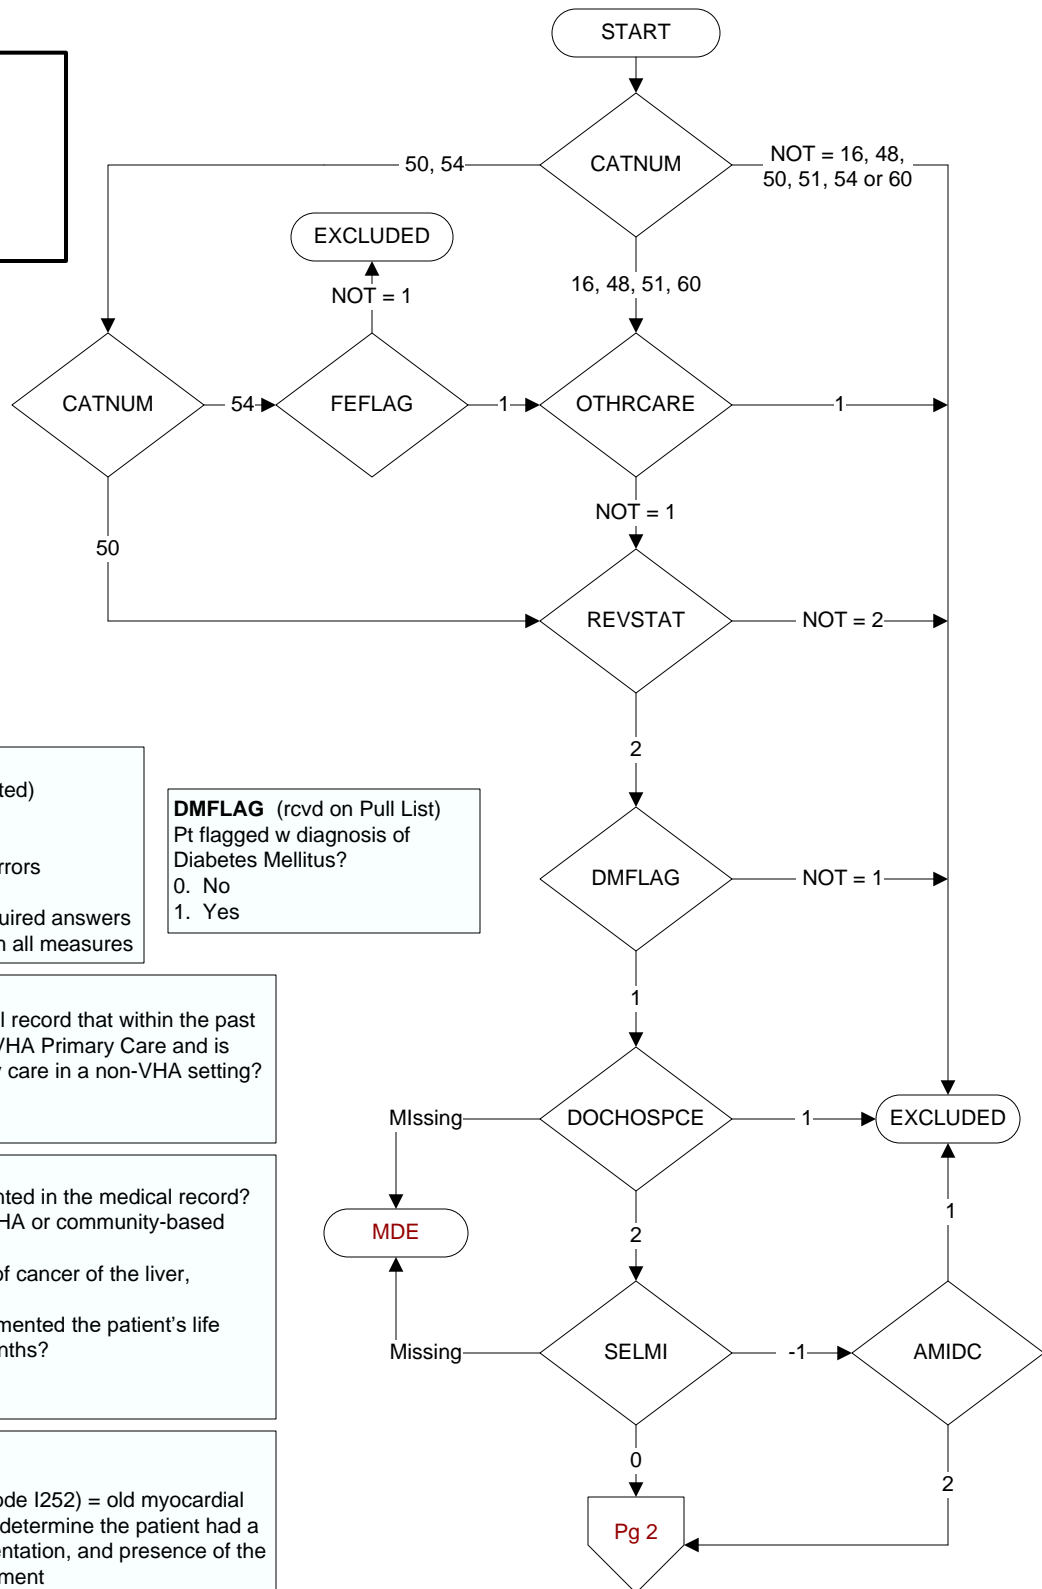 START
CATNUM
50, 54
NOT = 16, 48,
50, 51, 54 or 60
EXCLUDED
NOT = 1
16, 48, 51, 60
CATNUM
54
FEFLAG
1
OTHRCARE
1
NOT = 1
50
REVSTAT
NOT = 2
2
ted)
rrors
uired answers
n all measures
DMFLAG (rcvd on Pull List)
Pt flagged w diagnosis of
Diabetes Mellitus?
0. No
1. Yes
DMFLAG
NOT = 1
1
l record that within the past
VHA Primary Care and is
y care in a non-VHA setting?
MIssing
DOCHOSPCE
1
EXCLUDED
nted in the medical record?
HA or community-based
of cancer of the liver,
mented the patient's life
nths?
MDE
2
1
Missing
SELMI
-1
AMIDC
0
2
ode I252) = old myocardial
determine the patient had a
entation, and presence of the
ment
Pg 2